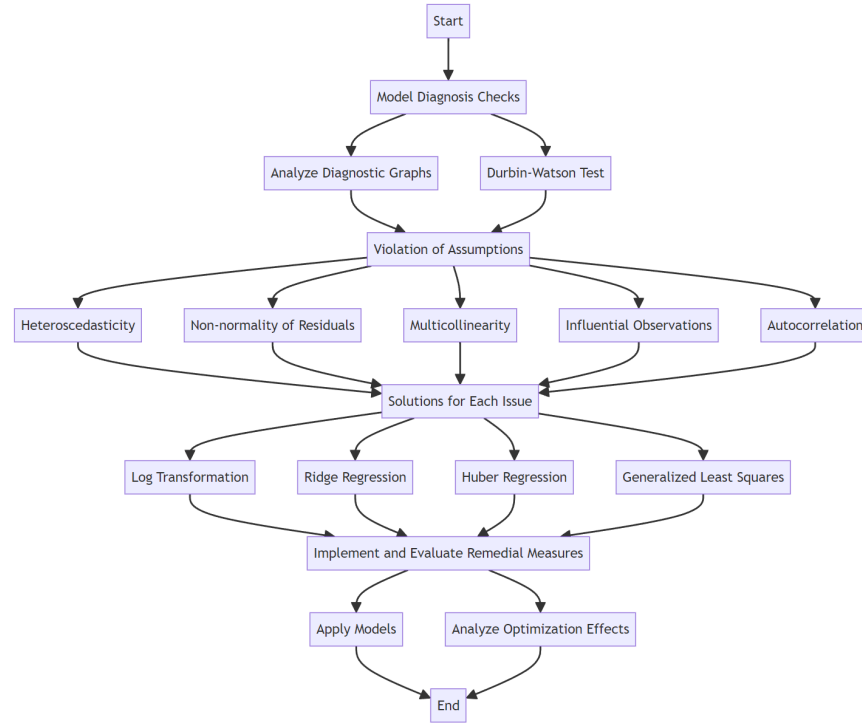 Start
Model Diagnosis Checks
Analyze Diagnostic Graphs
Durbin-Watson Test
Violation of Assumptions
Heteroscedasticity
Non-normality of Residuals
Multicollinearity
Influential Observations
Autocorrelation
Solutions for Each Issue
Log Transformation
Ridge Regression
Huber Regression
Generalized Least Squares
Implement and Evaluate Remedial Measures
Apply Models
Analyze Optimization Effects
End